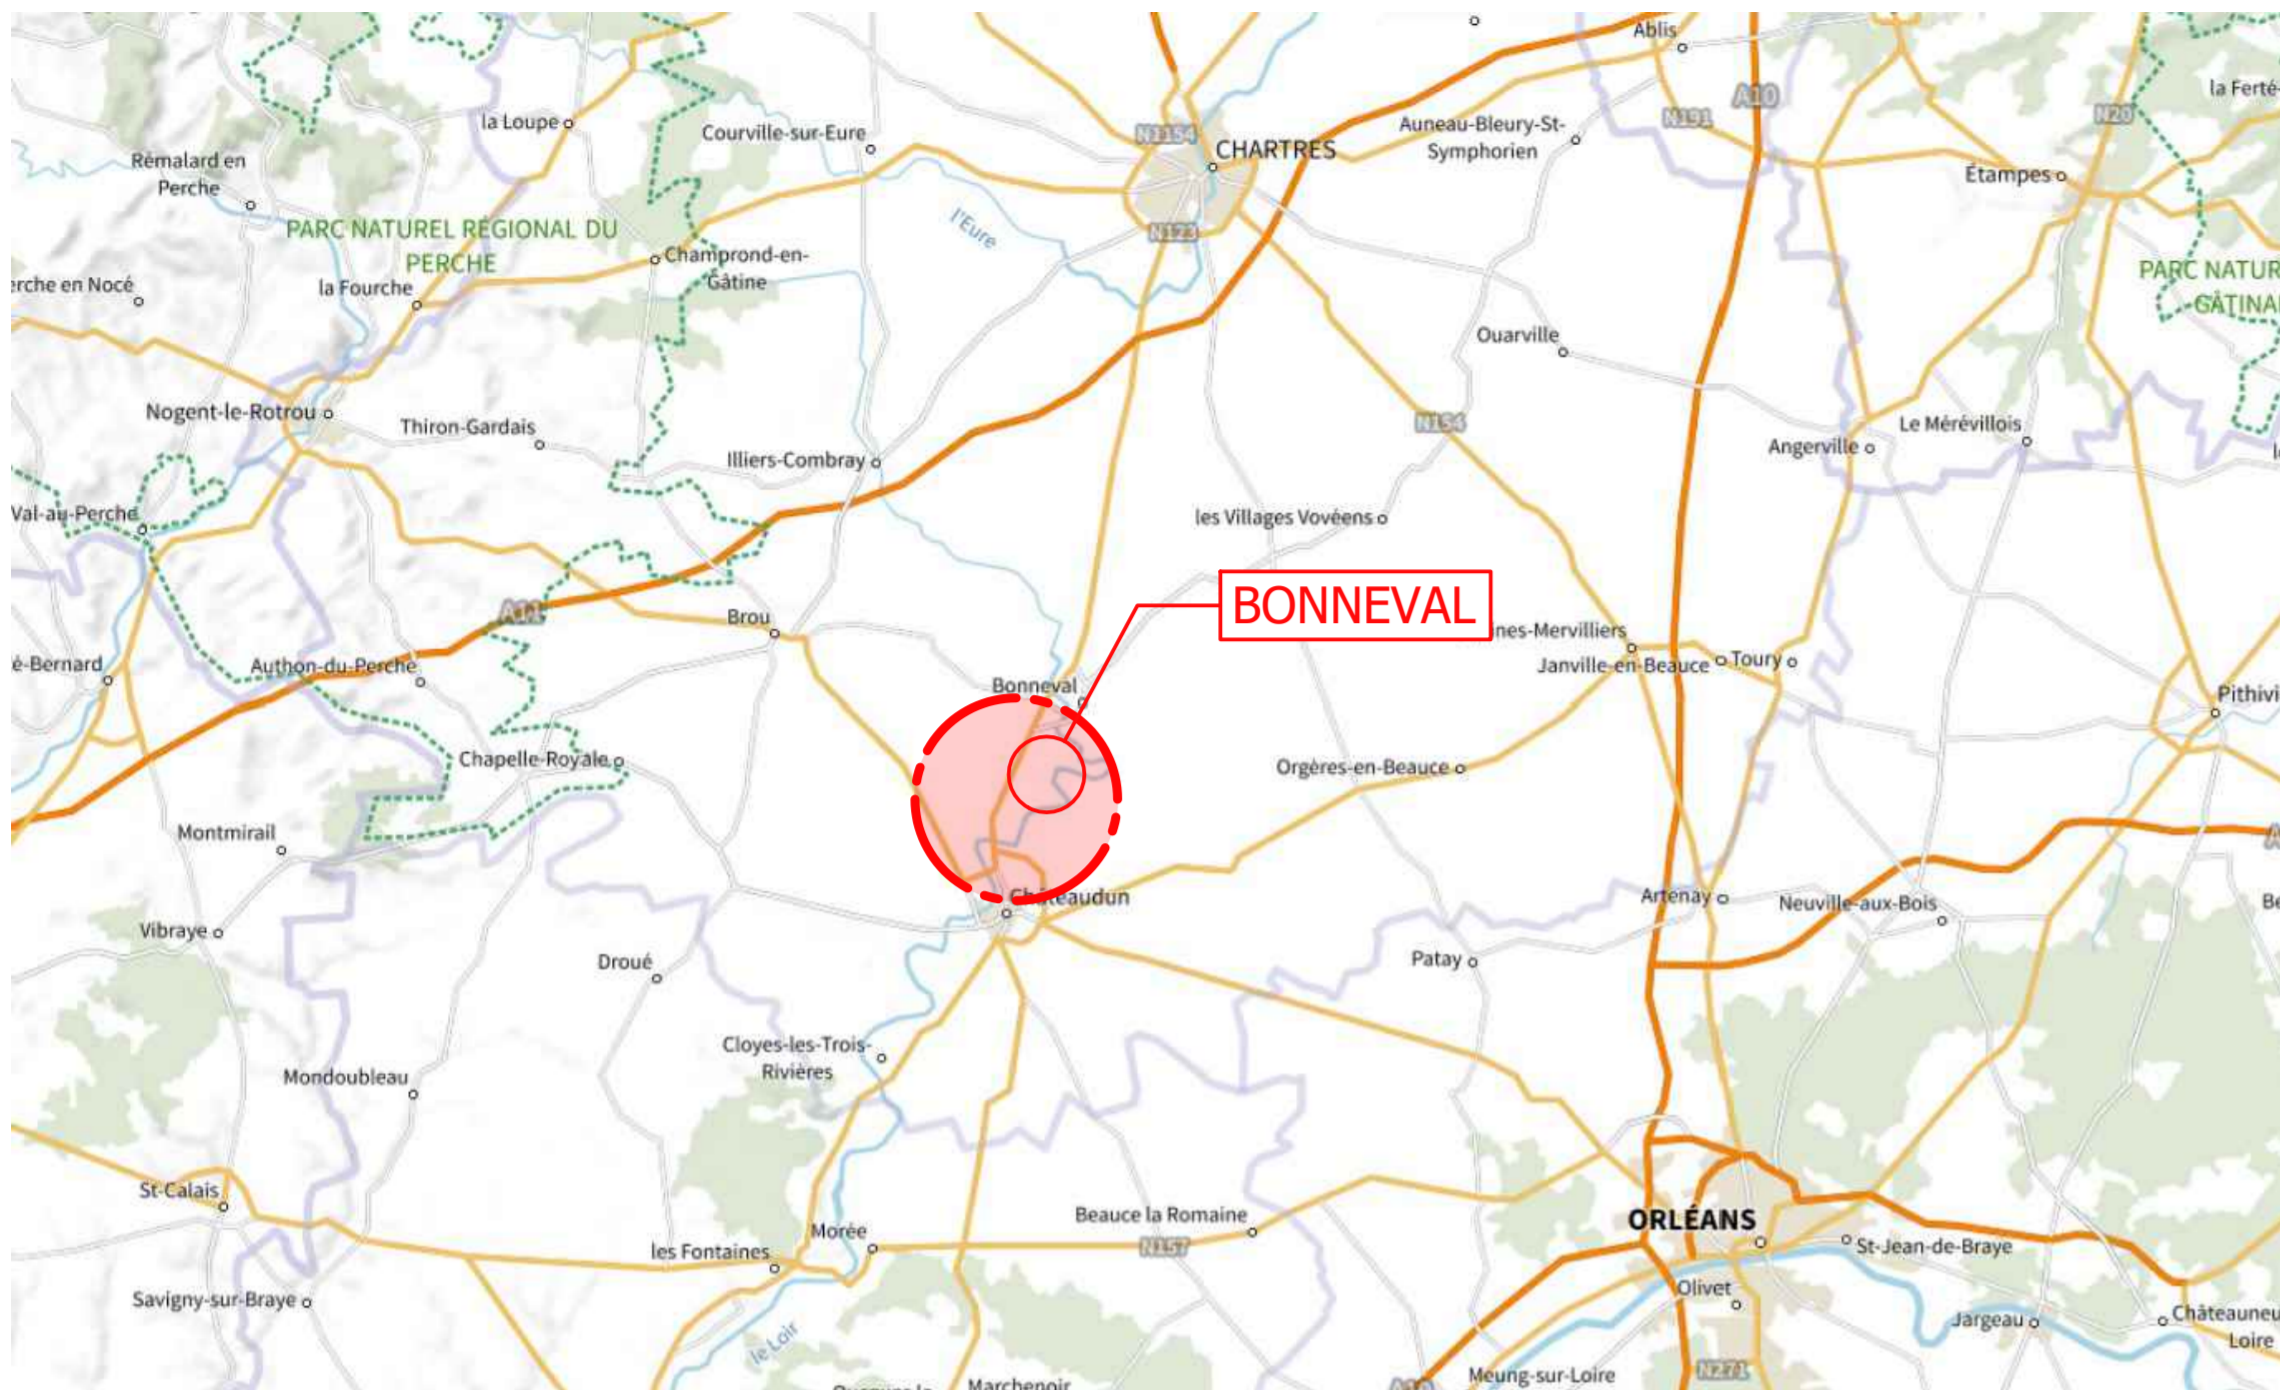 Ablis
A10
la Loupe
Courville-sur-Eure
N1154
CHARTRES
Auneau-Bleury-St-
Symphorien
N191
N20
la Ferté-
Rémalard en
Perche
Étampes
PARC NATUREL RÉGIONAL DU
PERCHE
l'Eure
N123
Champrond-en-
Gâtine
erche en Nocé
la Fourche
PARC NATUR
GÂTINAI
Ouarville
Nogent-le-Rotrou
Thiron-Gardais
Illiers-Combray
N154
Angerville
Le Mérévillois
Val-au-Perche
les Villages Vovéens
A11
Brou
BONNEVAL
ines-Mervilliers
Janville-en-Beauce
Toury
é-Bernard
Authon-du-Perche
Bonneval
Pithivi
Chapelle-Royale
Orgères-en-Beauce
Montmirail
Châteaudun
Artenay
Neuville-aux-Bois
Be
Vibraye
Droué
Patay
Cloyes-les-Trois-
Rivières
Mondoubleau
St-Calais
Morée
Beauce la Romaine
les Fontaines
N157
ORLÉANS
St-Jean-de-Braye
Savigny-sur-Braye
le Loir
Olivet
Jargeau
Châteauneu
Loire
Meung-sur-Loire
N271
A10
Marchenoir